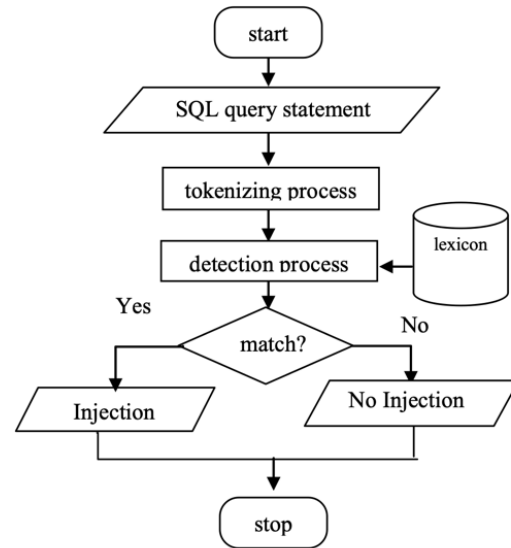 start
SQL query statement
tokenizing process
lexicon
detection process
Yes
No
match?
Injection
No Injection
stop